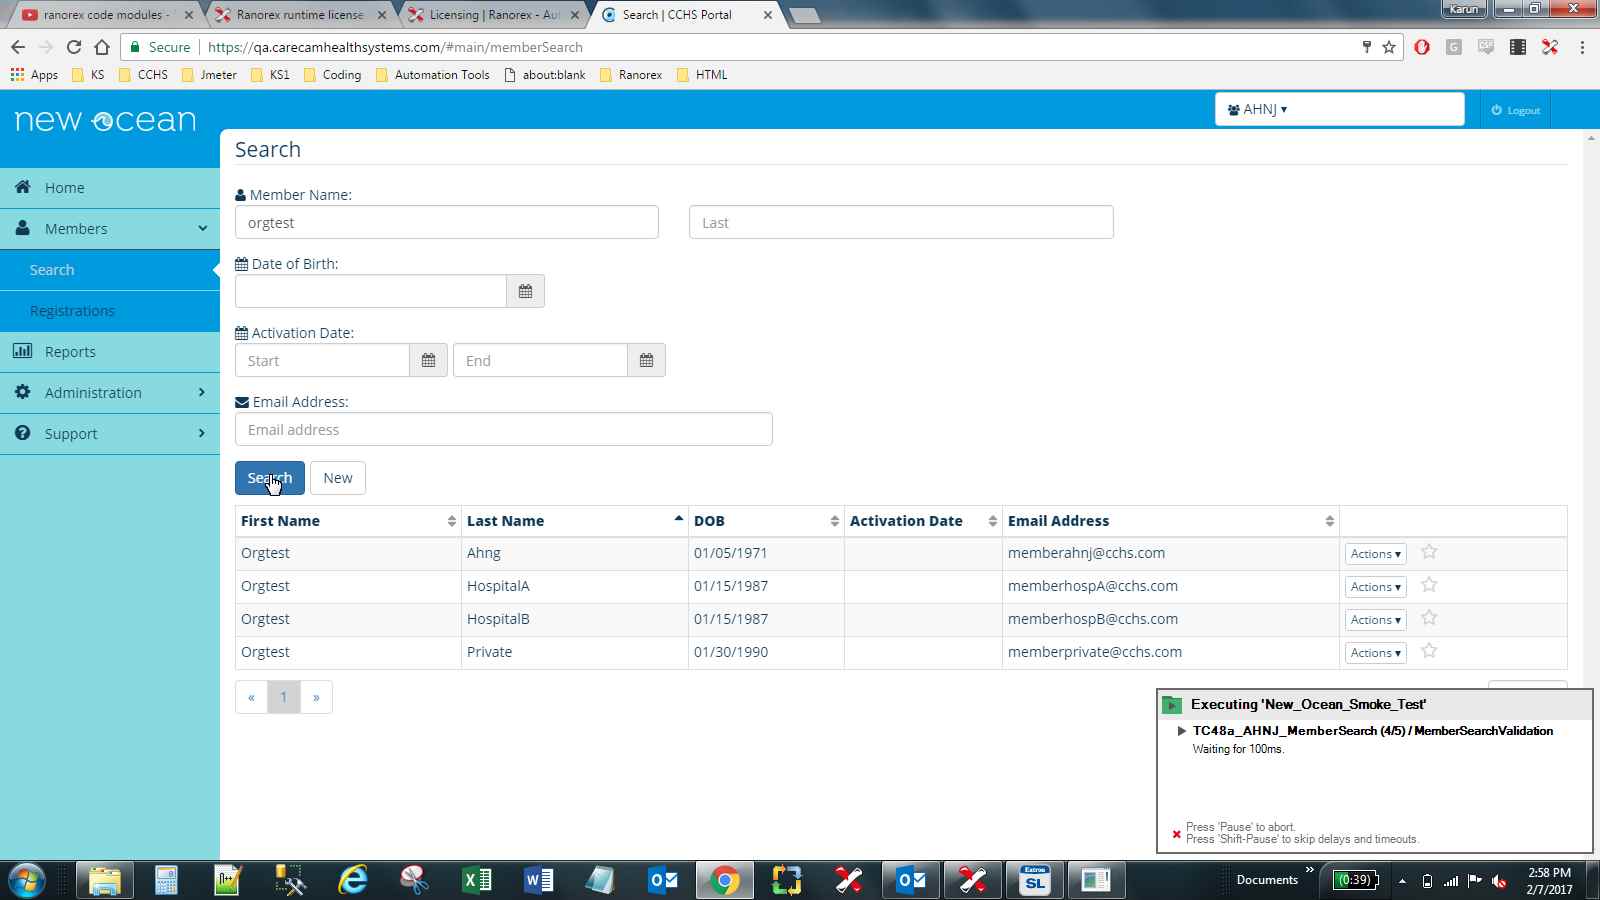 ranorex code modules -
Ranorex runtime license
Licensing | Ranorex - Aut
Search | CCHS Portal
Karun
Secure
https://qa.carecamhealthsystems.com/#main/memberSearch
Apps
KS
CCHS
Jmeter
KS1
Coding
Automation Tools
about:blank
Ranorex
HTML
new ocean
AHNJ ▾
Logout
Home
Members
Search
Registrations
Reports
Administration
Support
Search
Member Name:
orgtest
Last
Date of Birth:
Activation Date:
Start
End
Email Address:
Email address
Search
New
First Name Last Name DOB Activation Date Email Address
Orgtest Ahng 01/05/1971 memberahnj@cchs.com Actions ▾
Orgtest HospitalA 01/15/1987 memberhospA@cchs.com Actions ▾
Orgtest HospitalB 01/15/1987 memberhospB@cchs.com Actions ▾
Orgtest Private 01/30/1990 memberprivate@cchs.com Actions ▾
« 1 »
Executing 'New_Ocean_Smoke_Test'
TC48a_AHNJ_MemberSearch (4/5) / MemberSearchValidation
Waiting for 100ms.
Press 'Pause' to abort.
Press 'Shift-Pause' to skip delays and timeouts.
Documents
»
(0:39)
2:58 PM
2/7/2017